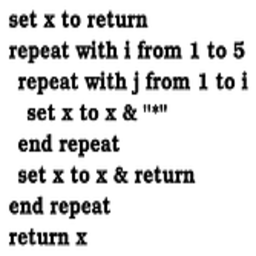 set x to return
repeat with i from 1 to 5
repeat with j from 1 to i
set x to x & "*"
end repeat
set x to x & return
end repeat
return x